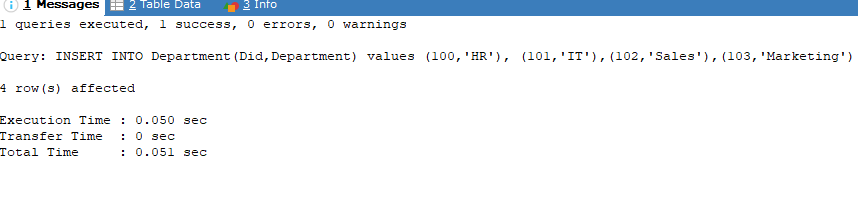 1 Messages 2 Table Data 3 Info
1 queries executed, 1 success, 0 errors, 0 warnings
Query: INSERT INTO Department(Did,Department) values (100,'HR'), (101,'IT'),(102,'Sales'),(103,'Marketing')
4 row(s) affected
Execution Time : 0.050 sec
Transfer Time : 0 sec
Total Time : 0.051 sec